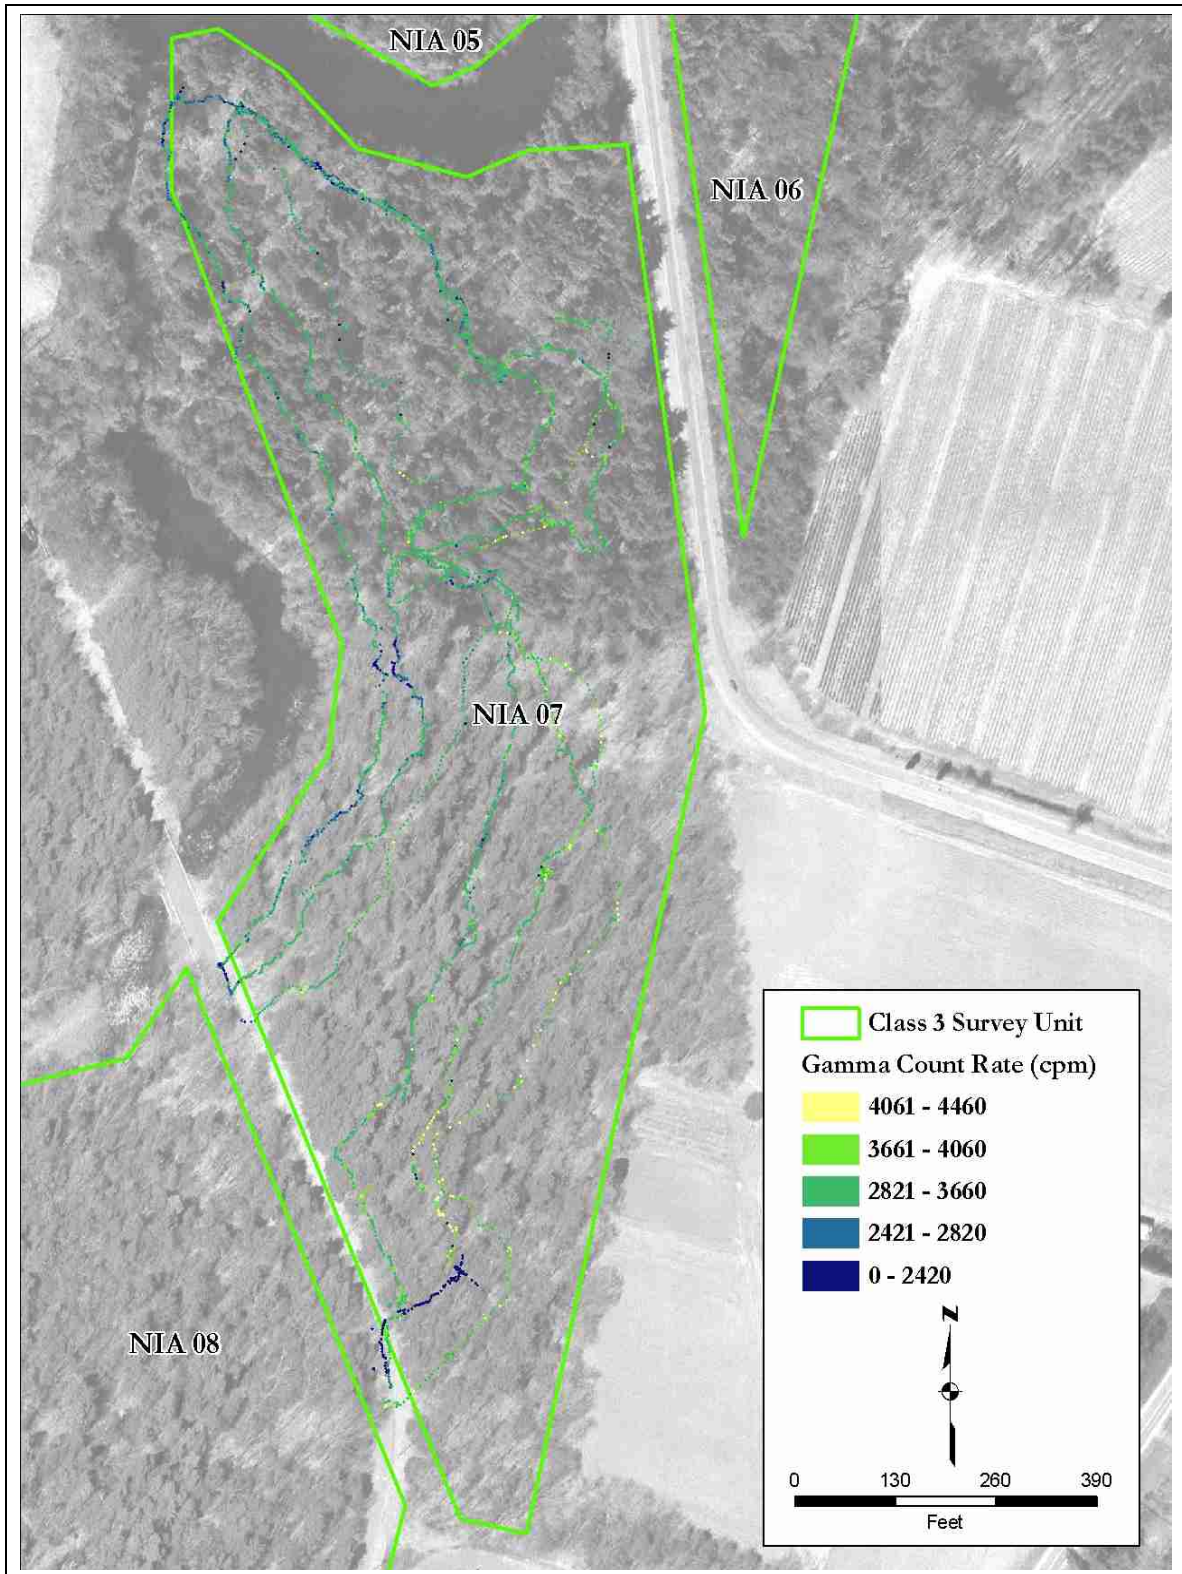 NIA 05
NIA 06
NIA 07
NIA 08
Class 3 Survey Unit
Gamma Count Rate (cpm)
4061 - 4460
3661 - 4060
2821 - 3660
2421 - 2820
0 - 2420
N
0 130 260 390
Feet